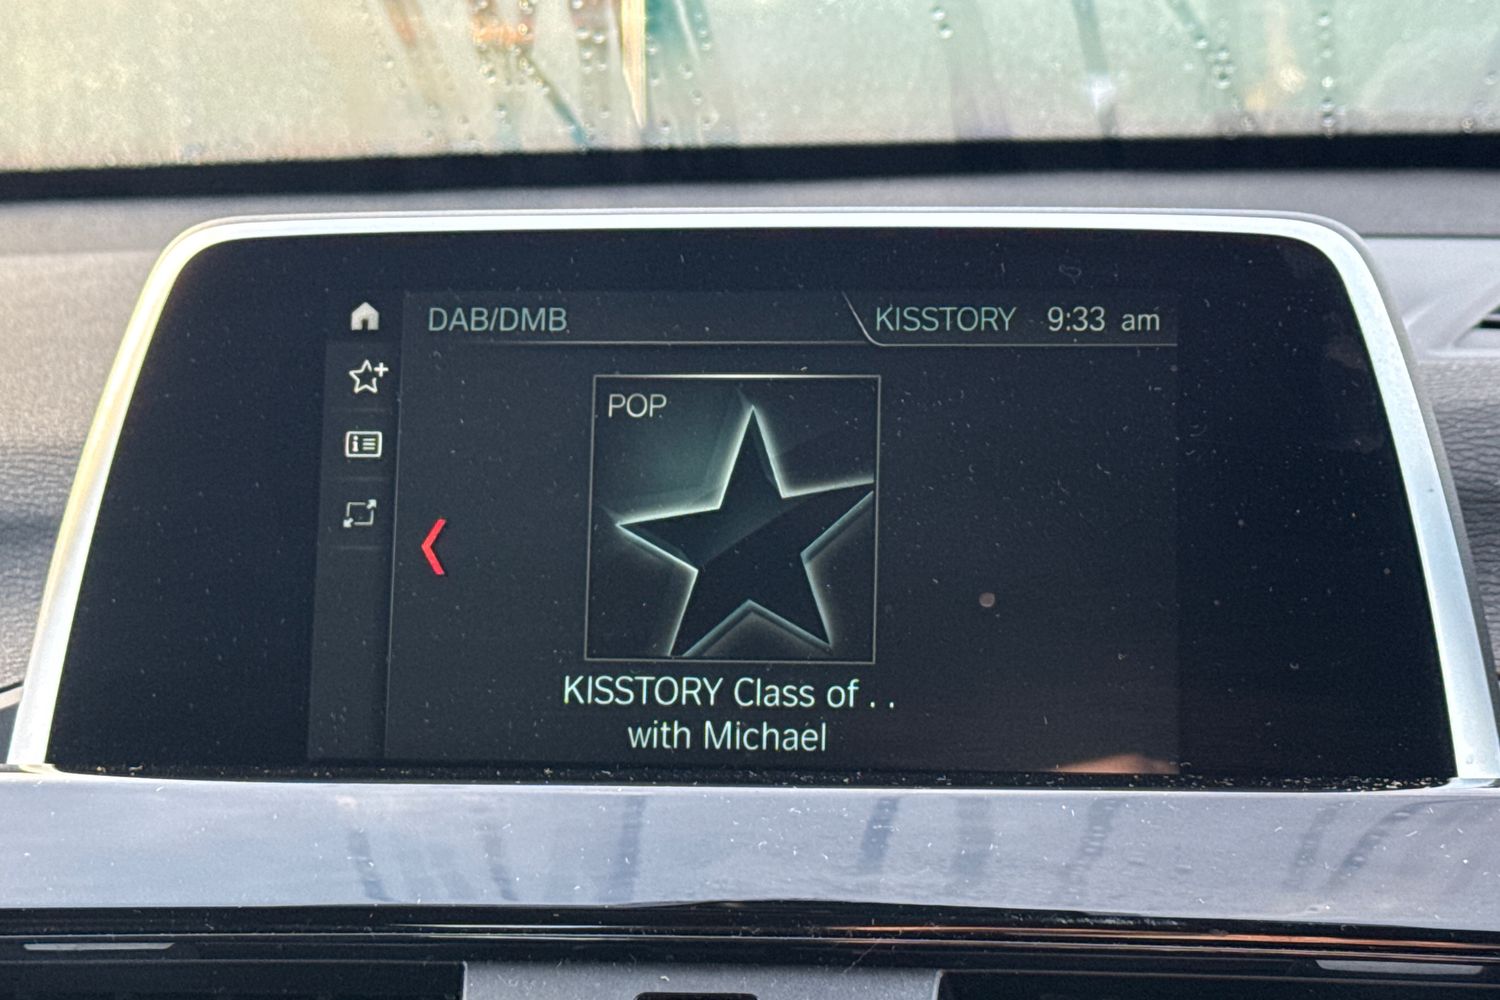 DAB/DMB
KISSTORY 9:33 am
POP
KISSTORY Class of . .
with Michael